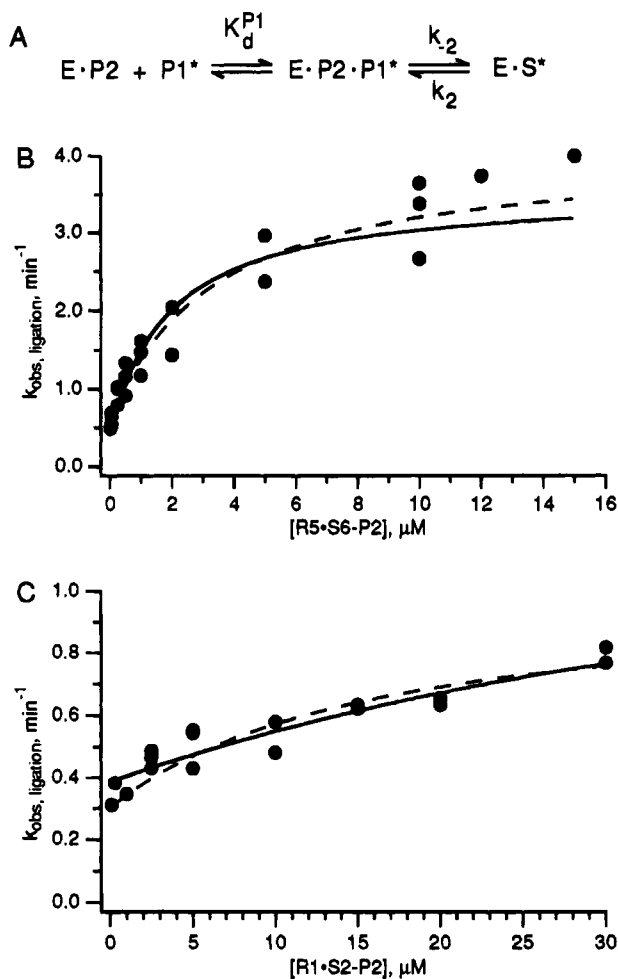 A
K_d^P1 k_-2
E·P2 + P1* ⇌ E·P2·P1* ⇌ E·S*
k_2
B
4.0
3.0
2.0
1.0
0.0
k_obs, ligation, min^-1
0 2 4 6 8 10 12 14 16
[R5•S6-P2], μM
C
1.0
0.8
0.6
0.4
0.2
0.0
k_obs, ligation, min^-1
0 5 10 15 20 25 30
[R1•S2-P2], μM